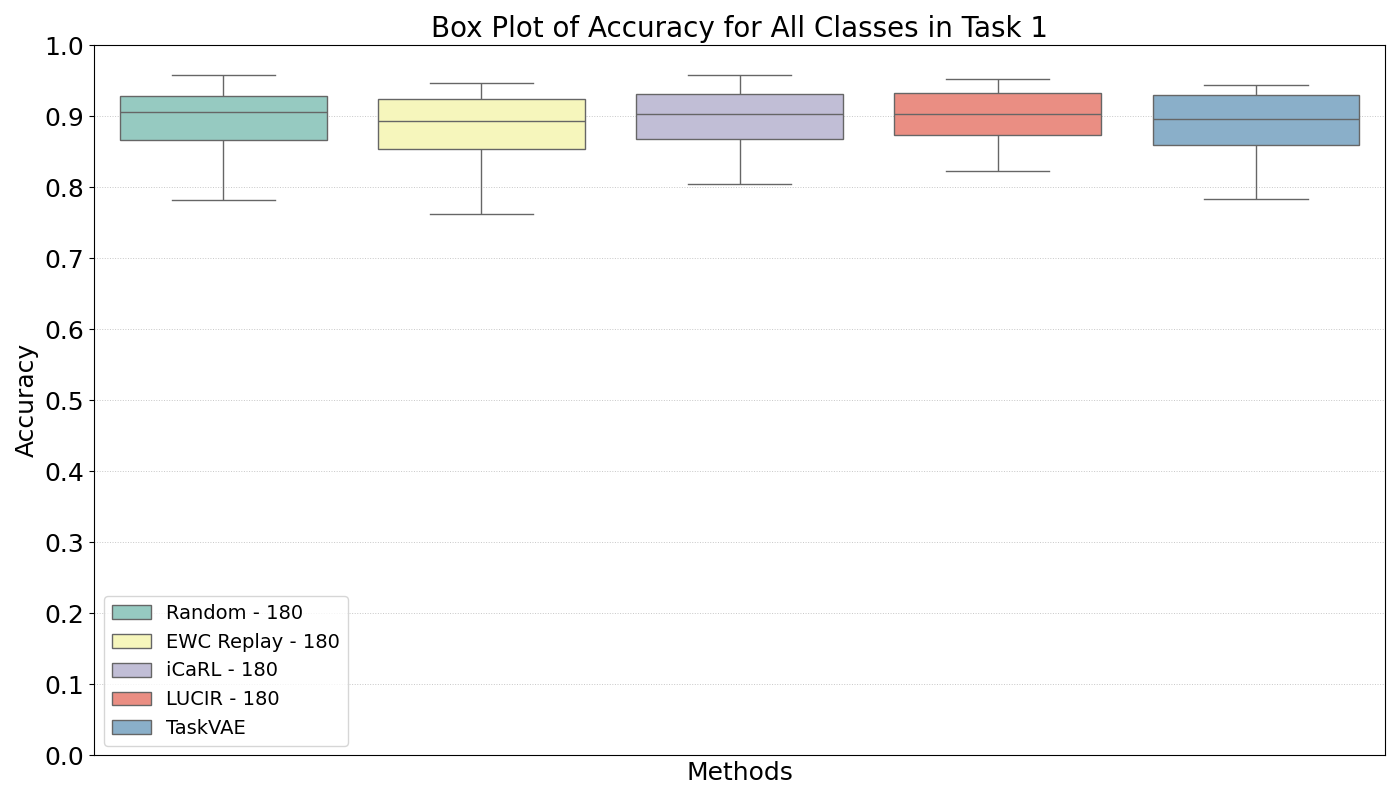 Box Plot of Accuracy for All Classes in Task 1
1.0
0.9
0.8
0.7
0.6
0.5
0.4
0.3
0.2
0.1
0.0
Accuracy
Random - 180
EWC Replay - 180
iCaRL - 180
LUCIR - 180
TaskVAE
Methods